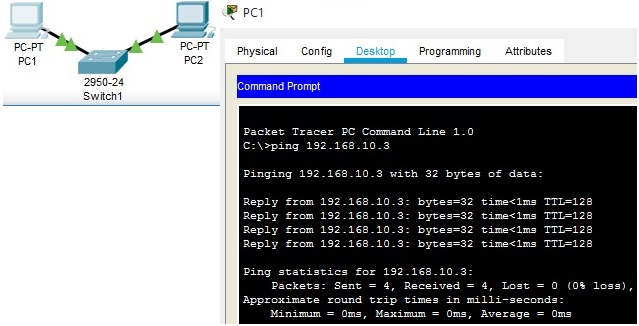 PC-PT
PC1
PC-PT
PC2
2950-24
Switch1
PC1
Physical Config Desktop Programming Attributes
Command Prompt
Packet Tracer PC Command Line 1.0
C:\>ping 192.168.10.3
Pinging 192.168.10.3 with 32 bytes of data:
Reply from 192.168.10.3: bytes=32 time<1ms TTL=128
Reply from 192.168.10.3: bytes=32 time<1ms TTL=128
Reply from 192.168.10.3: bytes=32 time<1ms TTL=128
Reply from 192.168.10.3: bytes=32 time<1ms TTL=128
Ping statistics for 192.168.10.3:
Packets: Sent = 4, Received = 4, Lost = 0 (0% loss),
Approximate round trip times in milli-seconds:
Minimum = 0ms, Maximum = 0ms, Average = 0ms